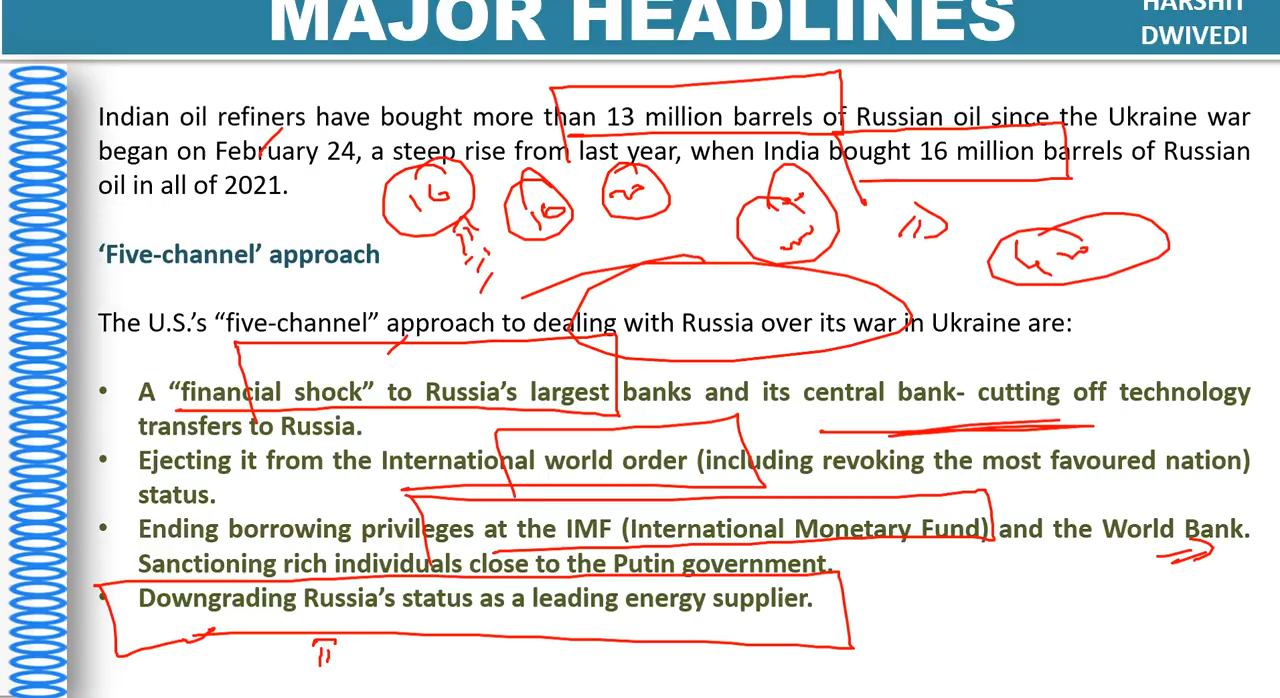 MAJOR HEADLINES
HARSHIT
DWIVEDI
Indian oil refiners have bought more than 13 million barrels of Russian oil since the Ukraine war
began on February 24, a steep rise from last year, when India bought 16 million barrels of Russian
oil in all of 2021.
16
‘Five-channel’ approach
The U.S.'s “five-channel” approach to dealing with Russia over its war in Ukraine are:
• A “financial shock” to Russia’s largest banks and its central bank- cutting off technology
transfers to Russia.
• Ejecting it from the International world order (including revoking the most favoured nation)
status.
• Ending borrowing privileges at the IMF (International Monetary Fund) and the World Bank.
Sanctioning rich individuals close to the Putin government.
• Downgrading Russia’s status as a leading energy supplier.